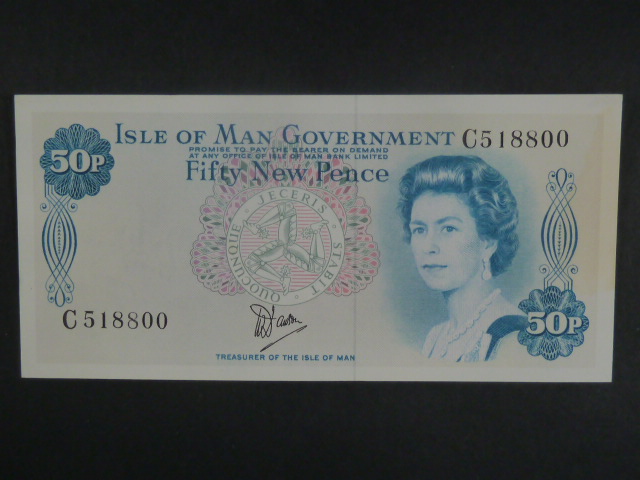 ISLE OF MAN GOVERNMENT C518800
PROMISE TO PAY THE BEARER ON DEMAND
AT ANY OFFICE OF ISLE OF MAN BANK LIMITED
50P
Fifty New Pence
QUOCUNQUE JECERIS STABIT
C518800
50P
TREASURER OF THE ISLE OF MAN